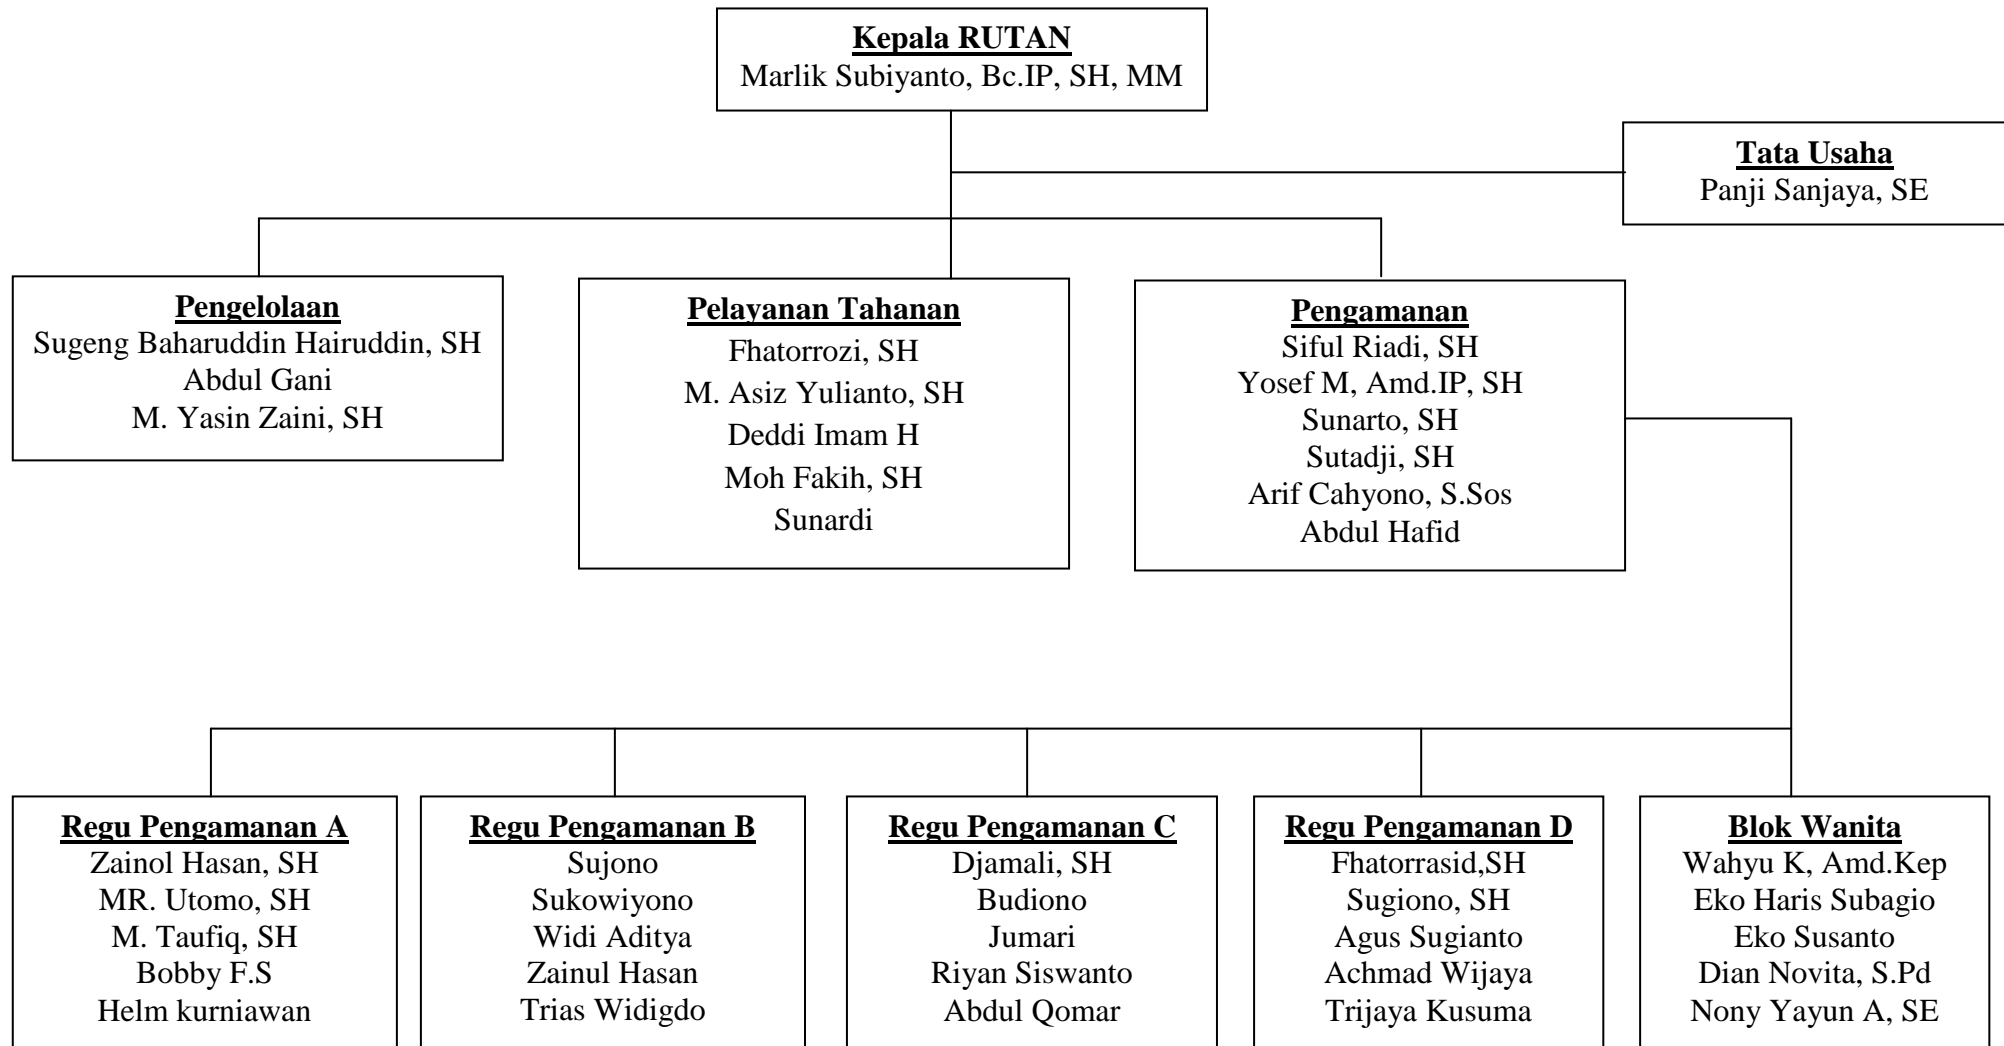 Kepala RUTAN
Marlik Subiyanto, Bc.IP, SH, MM
Tata Usaha
Panji Sanjaya, SE
Pengelolaan
Sugeng Baharuddin Hairuddin, SH
Abdul Gani
M. Yasin Zaini, SH
Pelayanan Tahanan
Fhatorrozi, SH
M. Asiz Yulianto, SH
Deddi Imam H
Moh Fakih, SH
Sunardi
Pengamanan
Siful Riadi, SH
Yosef M, Amd.IP, SH
Sunarto, SH
Sutadji, SH
Arif Cahyono, S.Sos
Abdul Hafid
Regu Pengamanan A
Zainol Hasan, SH
MR. Utomo, SH
M. Taufiq, SH
Bobby F.S
Helm kurniawan
Regu Pengamanan B
Sujono
Sukowiyono
Widi Aditya
Zainul Hasan
Trias Widigdo
Regu Pengamanan C
Djamali, SH
Budiono
Jumari
Riyan Siswanto
Abdul Qomar
Regu Pengamanan D
Fhatorrasid,SH
Sugiono, SH
Agus Sugianto
Achmad Wijaya
Trijaya Kusuma
Blok Wanita
Wahyu K, Amd.Kep
Eko Haris Subagio
Eko Susanto
Dian Novita, S.Pd
Nony Yayun A, SE